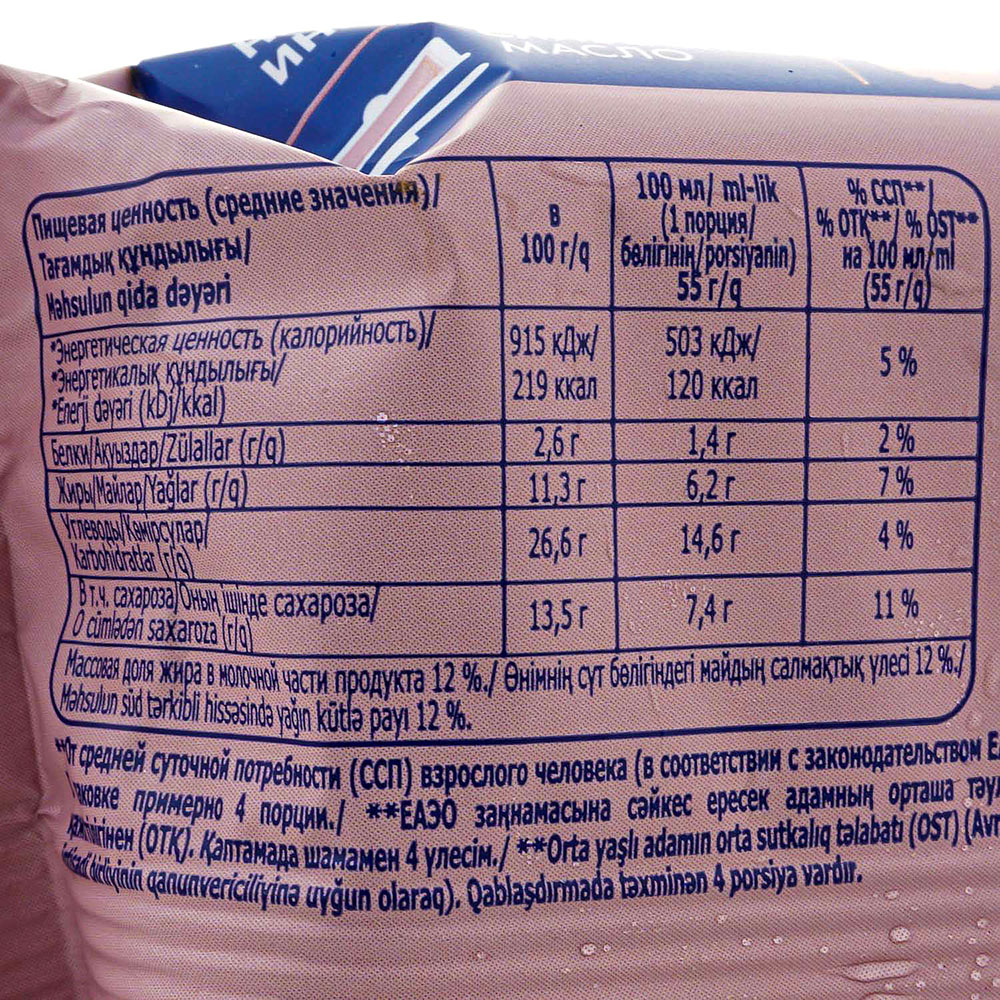 МАСЛО
Пищевая ценность (средние значения)/
Тағамдық құндылығы/
Məhsulun qida dəyəri
в
100 г/q
100 мл/ ml-lik
(1 порция/
бөлігінің/porsiyanin)
55 г/q
% ССП**/
% ОТҚ**/ % OST**
на 100 мл/ml
(55 г/q)
*Энергетическая ценность (калорийность)/
*Энергетикалық құндылығы/
*Enerji dəyəri (kDj/kkal)
915 кДж/
219 ккал
503 кДж/
120 ккал
5 %
Белки/Ақуыздар/Zülallar (г/q)
2,6 г
1,4 г
2 %
Жиры/Майлар/Yağlar (г/q)
11,3 г
6,2 г
7 %
Углеводы/Көмірсулар/
Karbohidratlar (г/q)
26,6 г
14,6 г
4 %
В т.ч. сахароза/Оның ішінде сахароза/
O cümlədən saxaroza (г/q)
13,5 г
7,4 г
11 %
Массовая доля жира в молочной части продукта 12 %./ Өнімнің сүт бөлігіндегі майдың салмақтық үлесі 12 %./
Məhsulun süd tərkibli hissəsində yağın kütlə payı 12 %.
**От средней суточной потребности (ССП) взрослого человека (в соответствии с законодательством
примерно 4 порции./ **ЕАЭО заңнамасына сәйкес ересек адамның орташа
(ОТҚ). Қаптамада шамамен 4 үлесім./ **Orta yaşlı adamın orta sutkalıq tələbatı (OST)
birliyinin qanunvericiliyinə uyğun olaraq). Qablaşdırmada təxminən 4 porsiya vardır.